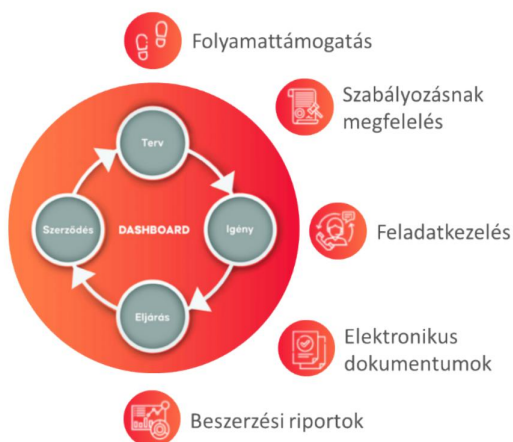 Folyamattámogatás
Szabályozásnak
megfelelés
Terv
Szerződés
DASHBOARD
Igény
Feladatkezelés
Eljárás
Elektronikus
dokumentumok
Beszerzési riportok